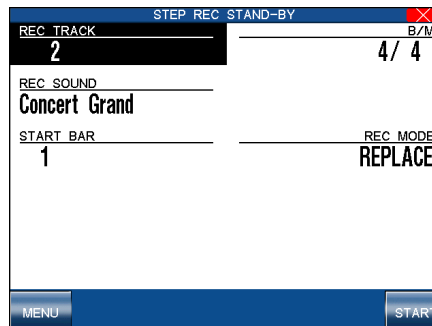 STEP REC STAND-BY
REC TRACK
2
B/M
4/ 4
REC SOUND
Concert Grand
START BAR
1
REC MODE
REPLACE
MENU
START